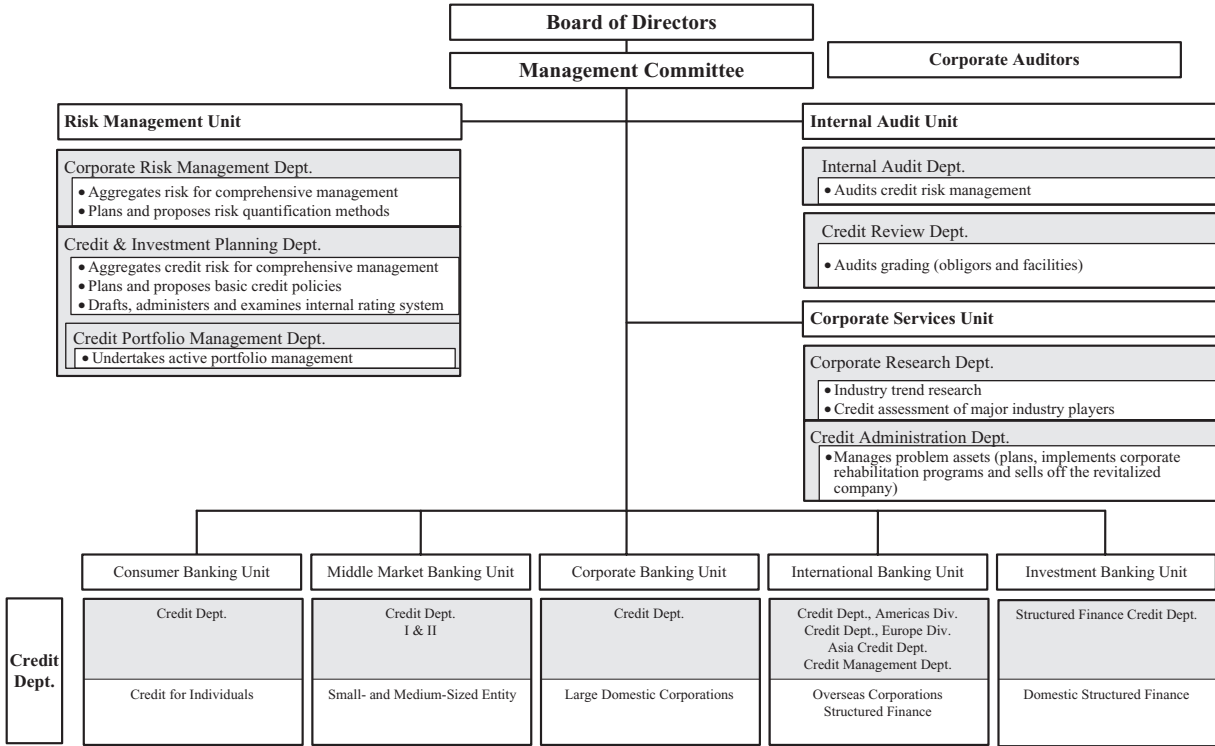 Board of Directors
Management Committee
Corporate Auditors
Risk Management Unit
Corporate Risk Management Dept.
• Aggregates risk for comprehensive management
• Plans and proposes risk quantification methods
Credit & Investment Planning Dept.
• Aggregates credit risk for comprehensive management
• Plans and proposes basic credit policies
• Drafts, administers and examines internal rating system
Credit Portfolio Management Dept.
• Undertakes active portfolio management
Internal Audit Unit
Internal Audit Dept.
• Audits credit risk management
Credit Review Dept.
• Audits grading (obligors and facilities)
Corporate Services Unit
Corporate Research Dept.
• Industry trend research
• Credit assessment of major industry players
Credit Administration Dept.
• Manages problem assets (plans, implements corporate
rehabilitation programs and sells off the revitalized
company)
Credit
Dept.
Consumer Banking Unit
Credit Dept.
Credit for Individuals
Middle Market Banking Unit
Credit Dept.
I & II
Small- and Medium-Sized Entity
Corporate Banking Unit
Credit Dept.
Large Domestic Corporations
International Banking Unit
Credit Dept., Americas Div.
Credit Dept., Europe Div.
Asia Credit Dept.
Credit Management Dept.
Overseas Corporations
Structured Finance
Investment Banking Unit
Structured Finance Credit Dept.
Domestic Structured Finance